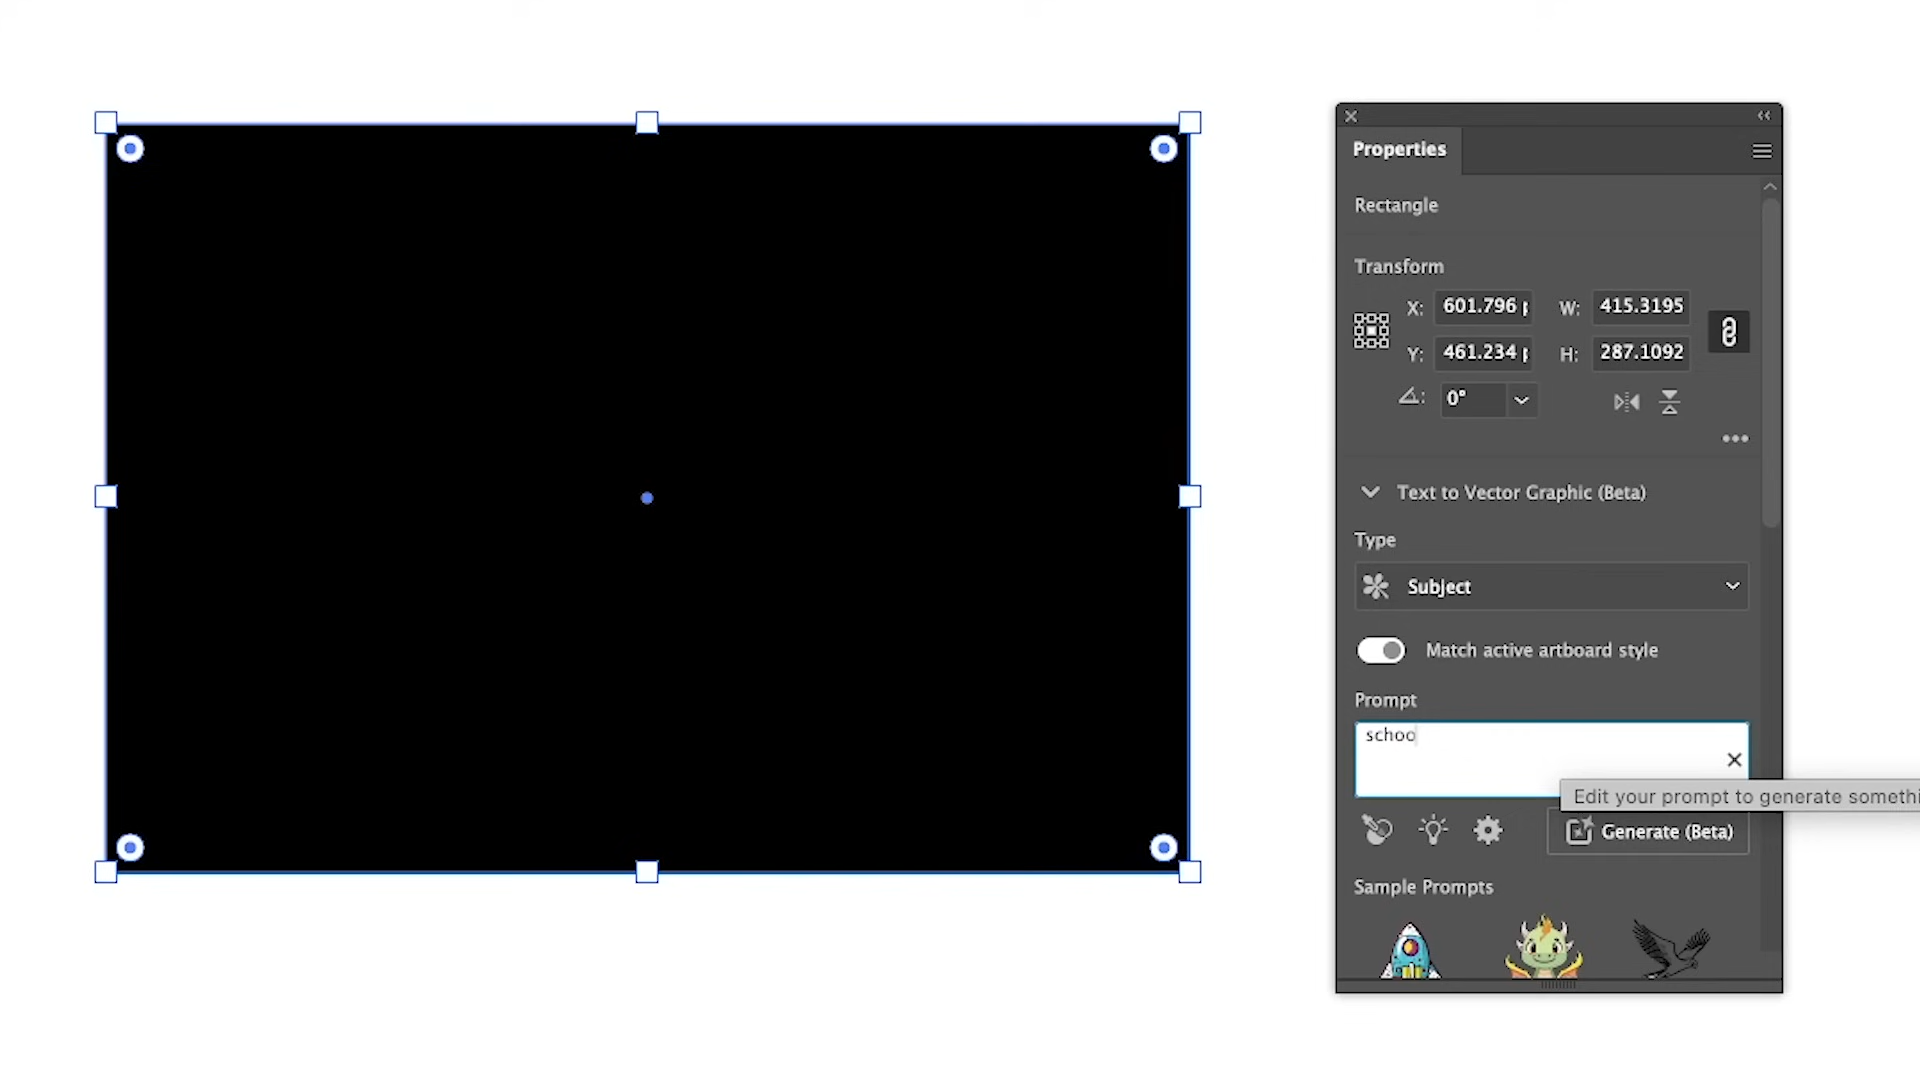 Properties
Rectangle
Transform
X: 601.796 W: 415.3195
Y: 461.234 H: 287.1092
0°
Text to Vector Graphic (Beta)
Type
Subject
Match active artboard style
Prompt
schoo
Edit your prompt to generate
Generate (Beta)
Sample Prompts